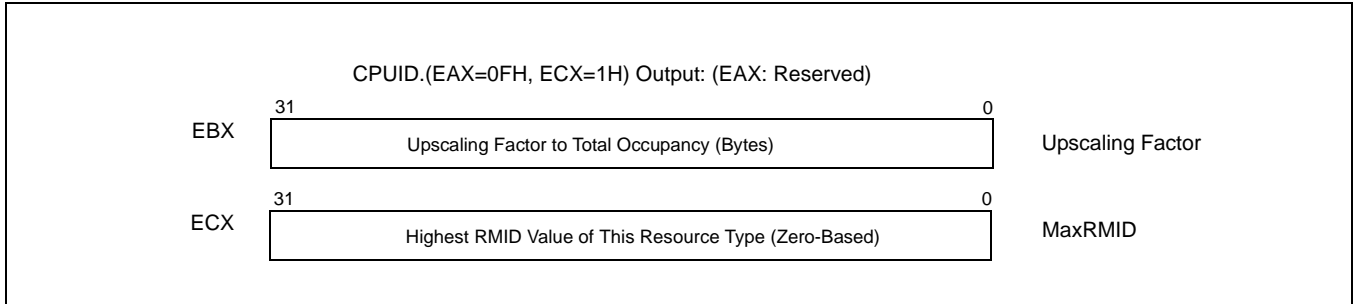 CPUID.(EAX=0FH, ECX=1H) Output: (EAX: Reserved)
31 0
EBX Upscaling Factor to Total Occupancy (Bytes) Upscaling Factor
31 0
ECX Highest RMID Value of This Resource Type (Zero-Based) MaxRMID